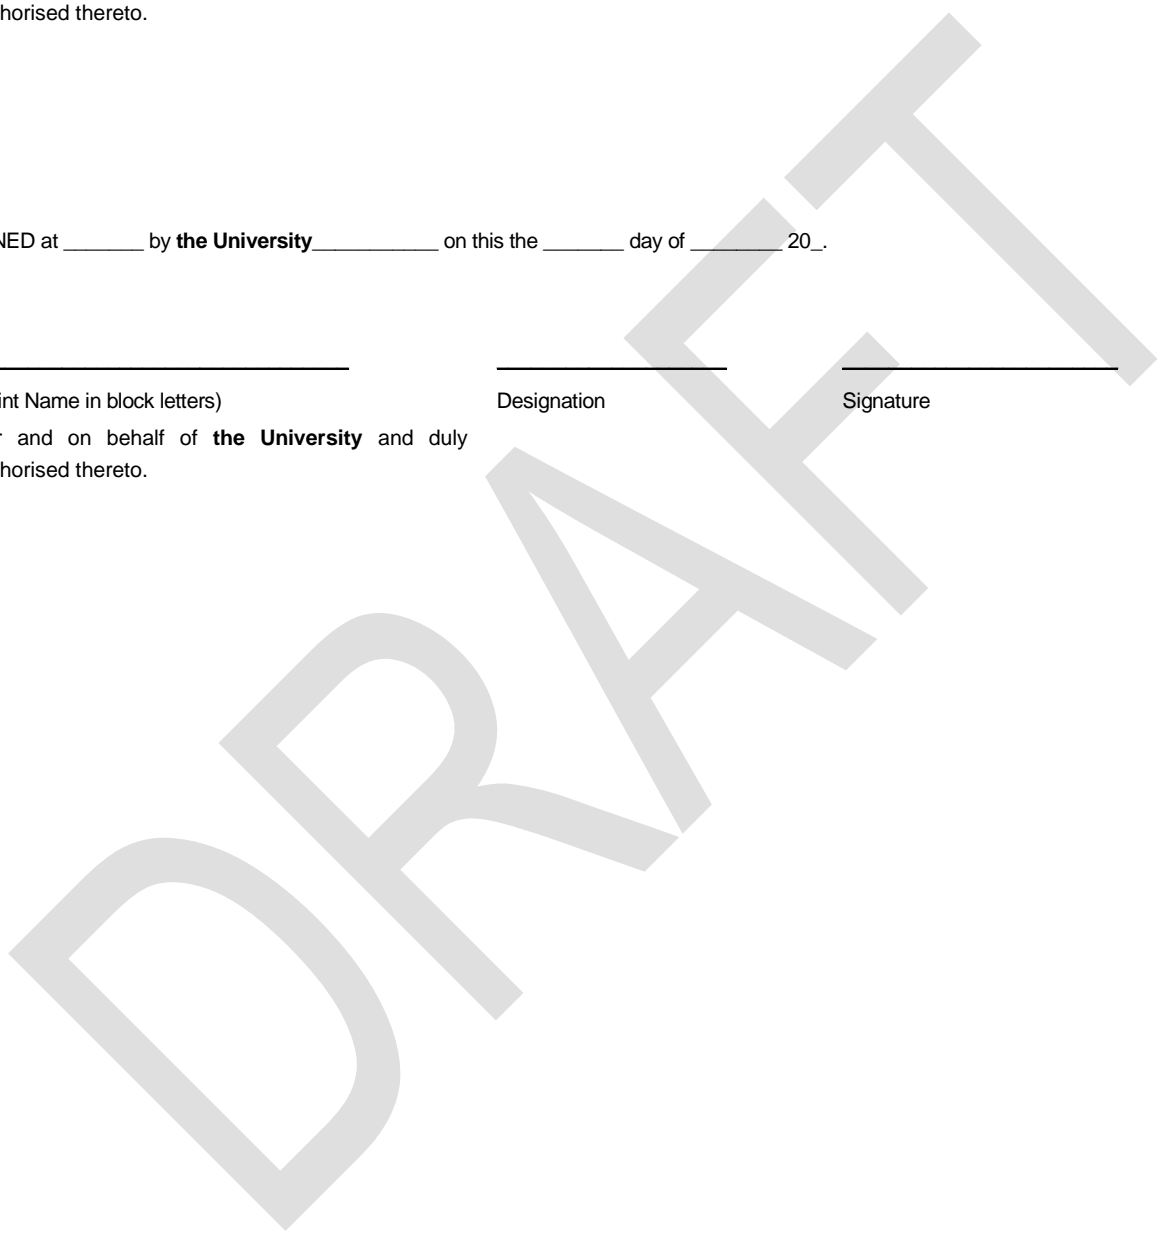 horised thereto.
NED at _______ by the University___________ on this the _______ day of ________ 20_.
int Name in block letters) Designation Signature
r and on behalf of the University and duly
horised thereto.
DRAFT